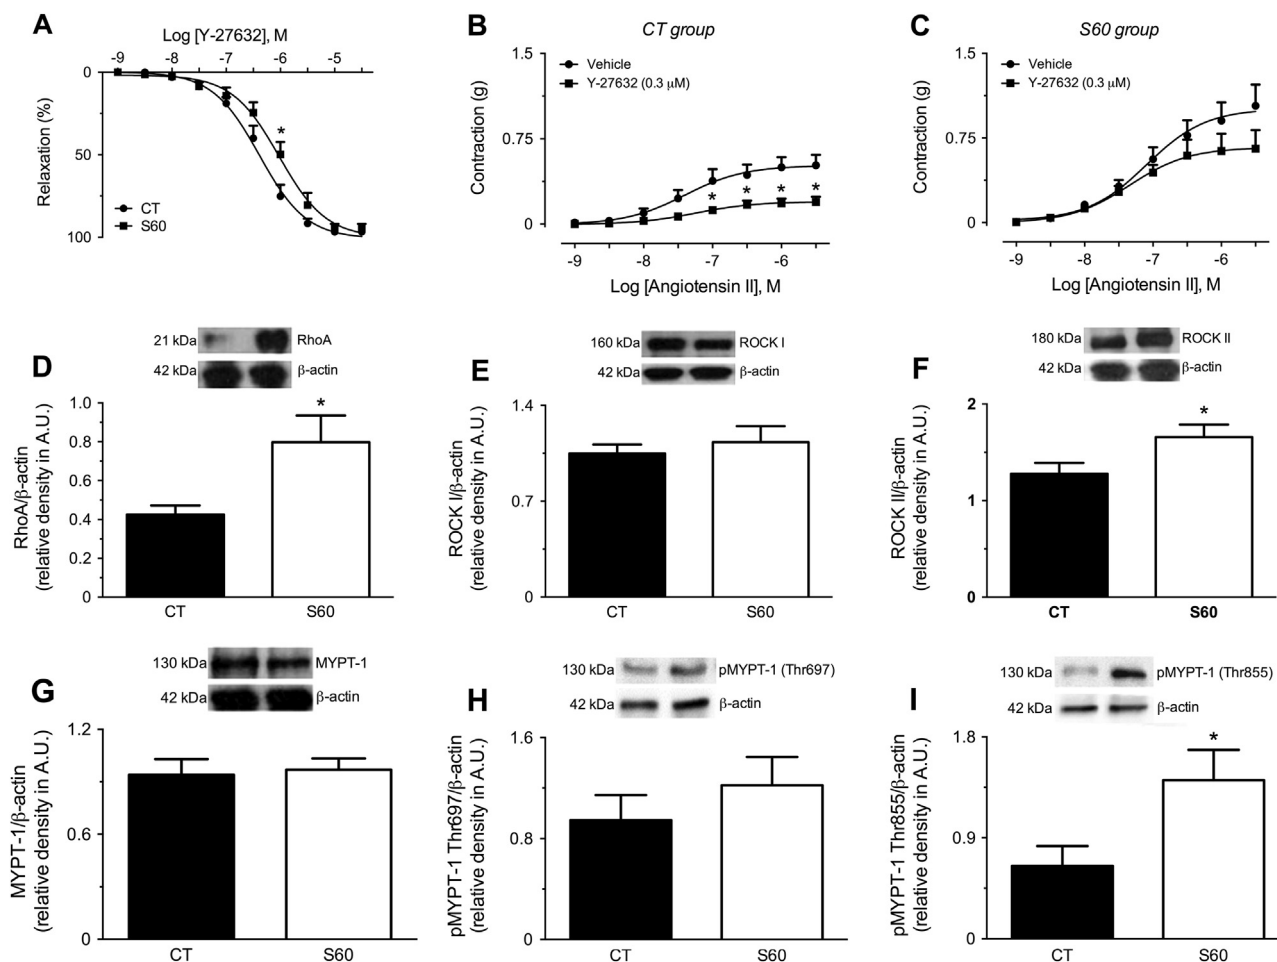 A
Log [Y-27632], M
-9 -8 -7 -6 -5
0
50
100
Relaxation (%)
*
CT
S60
B
CT group
1.5
0.75
0
Contraction (g)
Vehicle
Y-27632 (0.3 μM)
* * * *
-9 -8 -7 -6
Log [Angiotensin II], M
C
S60 group
1.5
0.75
0
Contraction (g)
Vehicle
Y-27632 (0.3 μM)
-9 -8 -7 -6
Log [Angiotensin II], M
D
21 kDa RhoA
42 kDa β-actin
1.0
0.8
0.6
0.4
0.2
0
RhoA/β-actin
(relative density in A.U.)
*
CT S60
E
160 kDa ROCK I
42 kDa β-actin
1.4
0.7
0
ROCK I/β-actin
(relative density in A.U.)
CT S60
F
180 kDa ROCK II
42 kDa β-actin
2
1
0
ROCK II/β-actin
(relative density in A.U.)
*
CT S60
G
130 kDa MYPT-1
42 kDa β-actin
1.2
0.6
0
MYPT-1/β-actin
(relative density in A.U.)
CT S60
H
130 kDa pMYPT-1 (Thr697)
42 kDa β-actin
1.6
0.8
0
pMYPT-1 Thr697/β-actin
(relative density in A.U.)
CT S60
I
130 kDa pMYPT-1 (Thr855)
42 kDa β-actin
1.8
0.9
0
pMYPT-1 Thr855/β-actin
(relative density in A.U.)
*
CT S60